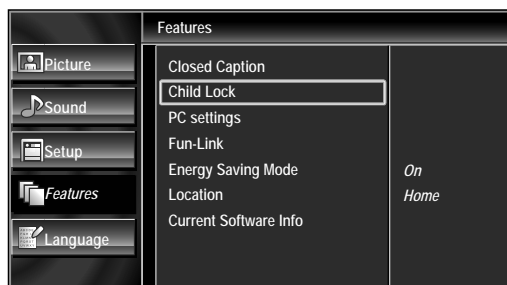 Features
Picture
Sound
Setup
Features
Language
Closed Caption
Child Lock
PC settings
Fun-Link
Energy Saving Mode On
Location Home
Current Software Info